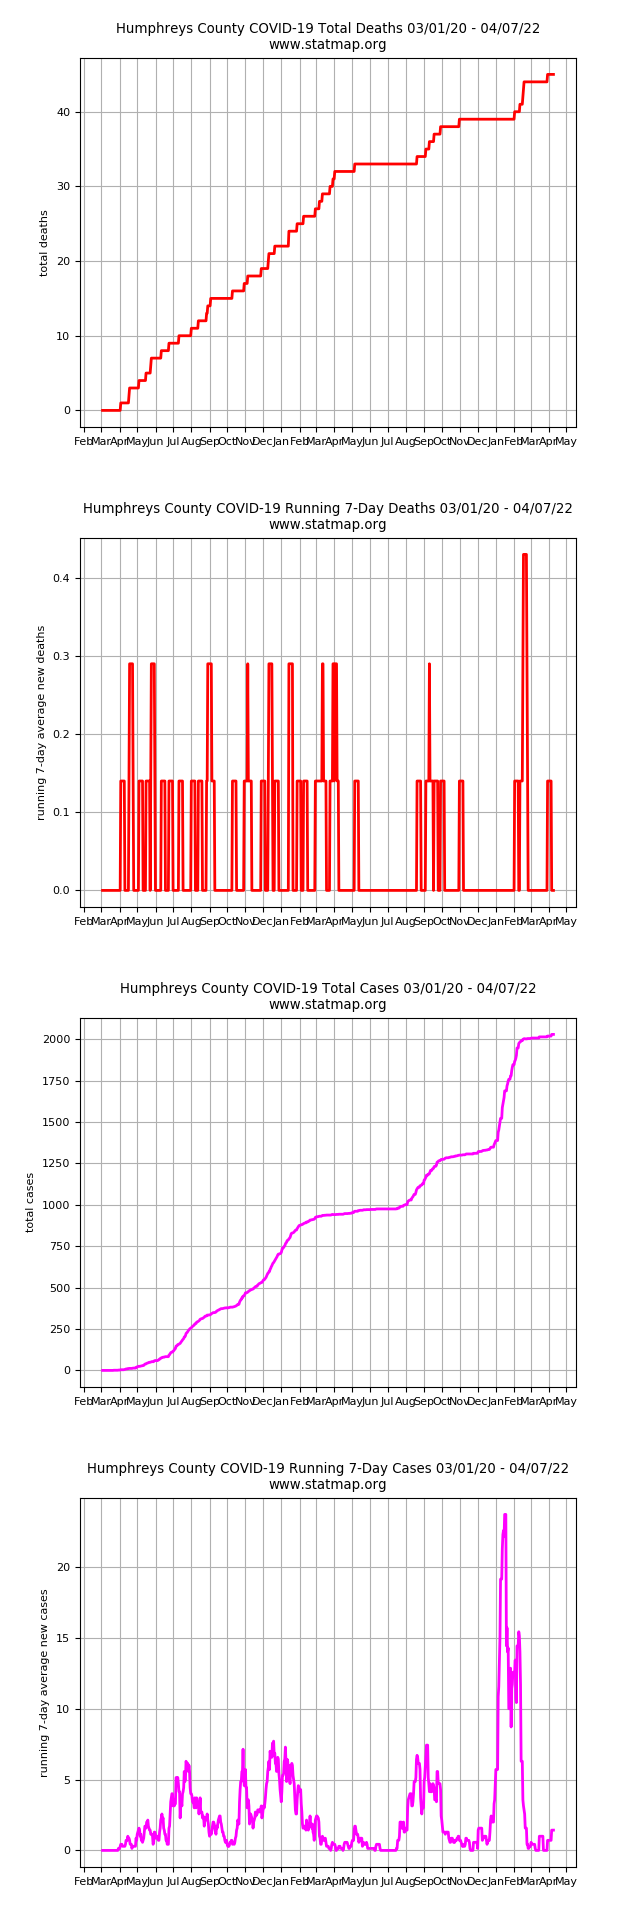 Humphreys County COVID-19 Total Deaths 03/01/20 - 04/07/22
www.statmap.org
total deaths
40
30
20
10
0
Feb Mar Apr May Jun Jul Aug Sep Oct Nov Dec Jan Feb Mar Apr May Jun Jul Aug Sep Oct Nov Dec Jan Feb Mar Apr May
Humphreys County COVID-19 Running 7-Day Deaths 03/01/20 - 04/07/22
www.statmap.org
running 7-day average new deaths
0.4
0.3
0.2
0.1
0.0
Feb Mar Apr May Jun Jul Aug Sep Oct Nov Dec Jan Feb Mar Apr May Jun Jul Aug Sep Oct Nov Dec Jan Feb Mar Apr May
Humphreys County COVID-19 Total Cases 03/01/20 - 04/07/22
www.statmap.org
total cases
2000
1750
1500
1250
1000
750
500
250
0
Feb Mar Apr May Jun Jul Aug Sep Oct Nov Dec Jan Feb Mar Apr May Jun Jul Aug Sep Oct Nov Dec Jan Feb Mar Apr May
Humphreys County COVID-19 Running 7-Day Cases 03/01/20 - 04/07/22
www.statmap.org
running 7-day average new cases
20
15
10
5
0
Feb Mar Apr May Jun Jul Aug Sep Oct Nov Dec Jan Feb Mar Apr May Jun Jul Aug Sep Oct Nov Dec Jan Feb Mar Apr May